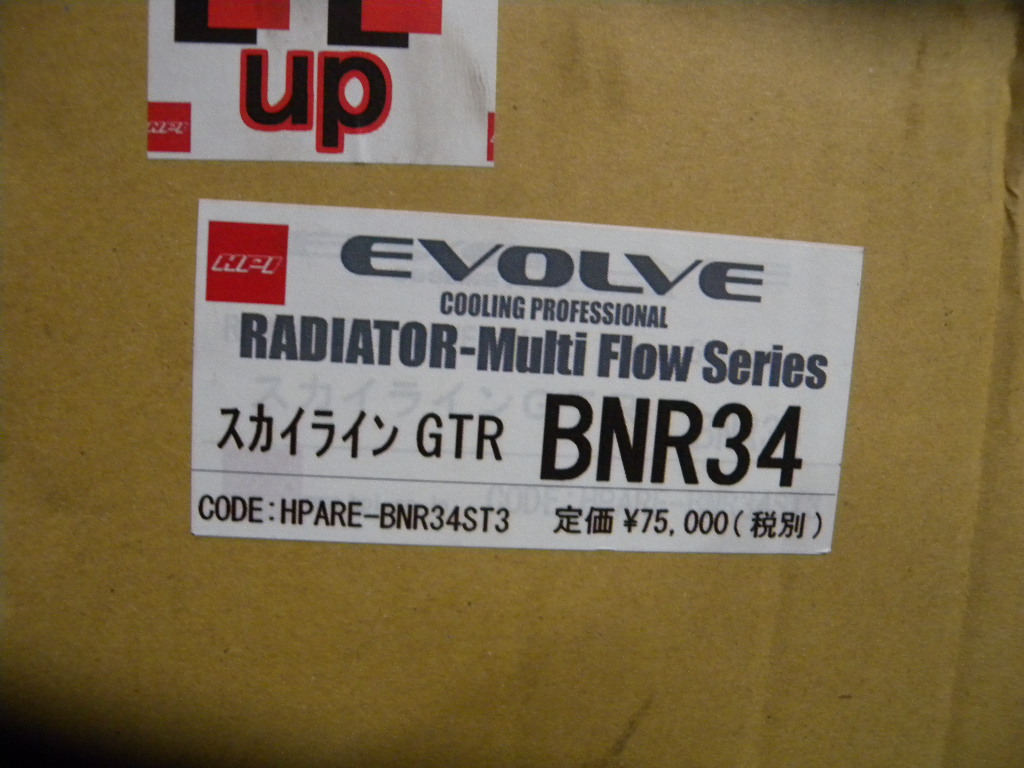 up
HPI
HPI EVOLVE
COOLING PROFESSIONAL
RADIATOR-Multi Flow Series
スカイライン GTR BNR34
CODE:HPARE-BNR34ST3 定価 ¥75,000(税別)